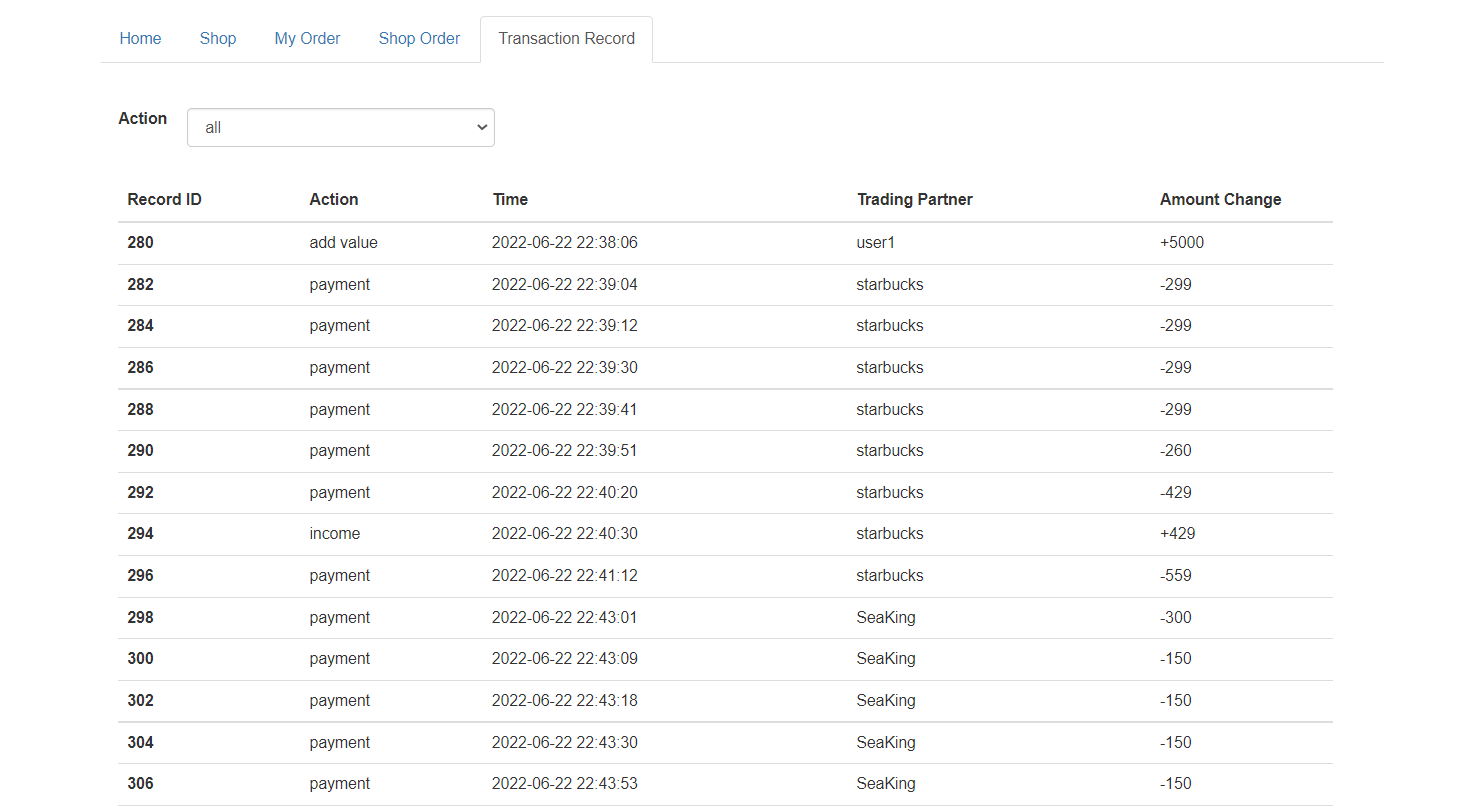 Home Shop My Order Shop Order Transaction Record
Action all
Record ID Action Time Trading Partner Amount Change
280 add value 2022-06-22 22:38:06 user1 +5000
282 payment 2022-06-22 22:39:04 starbucks -299
284 payment 2022-06-22 22:39:12 starbucks -299
286 payment 2022-06-22 22:39:30 starbucks -299
288 payment 2022-06-22 22:39:41 starbucks -299
290 payment 2022-06-22 22:39:51 starbucks -260
292 payment 2022-06-22 22:40:20 starbucks -429
294 income 2022-06-22 22:40:30 starbucks +429
296 payment 2022-06-22 22:41:12 starbucks -559
298 payment 2022-06-22 22:43:01 SeaKing -300
300 payment 2022-06-22 22:43:09 SeaKing -150
302 payment 2022-06-22 22:43:18 SeaKing -150
304 payment 2022-06-22 22:43:30 SeaKing -150
306 payment 2022-06-22 22:43:53 SeaKing -150